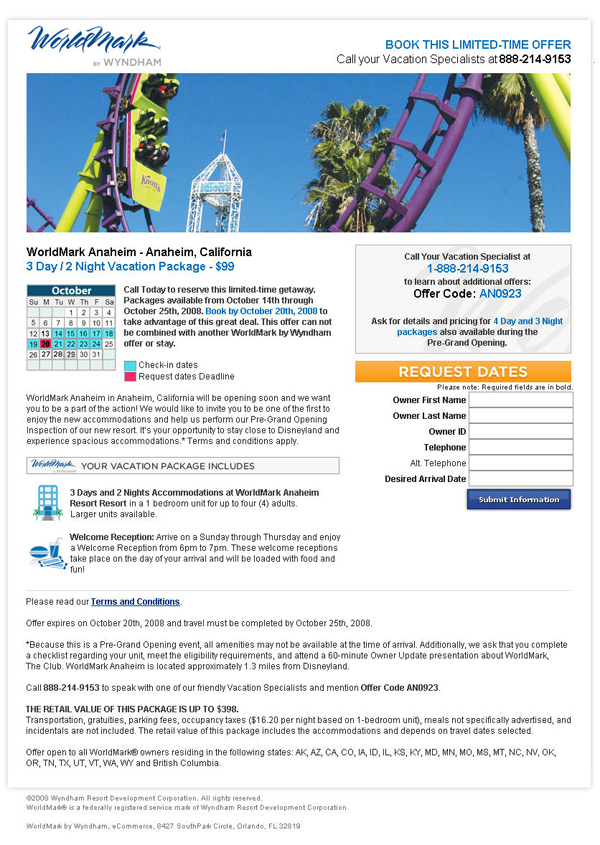 WorldMark
BY WYNDHAM
BOOK THIS LIMITED-TIME OFFER
Call your Vacation Specialists at 888-214-9153
Knott's
WorldMark Anaheim - Anaheim, California
3 Day / 2 Night Vacation Package - $99
October
Su M Tu W Th F Sa
1 2 3 4
5 6 7 8 9 10 11
12 13 14 15 16 17 18
19 20 21 22 23 24 25
26 27 28 29 30 31
Call Today to reserve this limited-time getaway.
Packages available from October 14th through
October 25th, 2008. Book by October 20th, 2008 to
take advantage of this great deal. This offer can not
be combined with another WorldMark by Wyndham
offer or stay.
Check-in dates
Request dates Deadline
WorldMark Anaheim in Anaheim, California will be opening soon and we want
you to be a part of the action! We would like to invite you to be one of the first to
enjoy the new accommodations and help us perform our Pre-Grand Opening
Inspection of our new resort. It's your opportunity to stay close to Disneyland and
experience spacious accommodations.* Terms and conditions apply.
WorldMark
BY WYNDHAM
YOUR VACATION PACKAGE INCLUDES
3 Days and 2 Nights Accommodations at WorldMark Anaheim
Resort Resort in a 1 bedroom unit for up to four (4) adults.
Larger units available.
Welcome Reception: Arrive on a Sunday through Thursday and enjoy
a Welcome Reception from 6pm to 7pm. These welcome receptions
take place on the day of your arrival and will be loaded with food and
fun!
Call Your Vacation Specialist at
1-888-214-9153
to learn about additional offers:
Offer Code: AN0923
Ask for details and pricing for 4 Day and 3 Night
packages also available during the
Pre-Grand Opening.
REQUEST DATES
Please note: Required fields are in bold.
Owner First Name
Owner Last Name
Owner ID
Telephone
Alt. Telephone
Desired Arrival Date
Submit Information
Please read our Terms and Conditions.
Offer expires on October 20th, 2008 and travel must be completed by October 25th, 2008.
*Because this is a Pre-Grand Opening event, all amenities may not be available at the time of arrival. Additionally, we ask that you complete
a checklist regarding your unit, meet the eligibility requirements, and attend a 60-minute Owner Update presentation about WorldMark,
The Club. WorldMark Anaheim is located approximately 1.3 miles from Disneyland.
Call 888-214-9153 to speak with one of our friendly Vacation Specialists and mention Offer Code AN0923.
THE RETAIL VALUE OF THIS PACKAGE IS UP TO $398.
Transportation, gratuities, parking fees, occupancy taxes ($16.20 per night based on 1-bedroom unit), meals not specifically advertised, and
incidentals are not included. The retail value of this package includes the accommodations and depends on travel dates selected.
Offer open to all WorldMark® owners residing in the following states: AK, AZ, CA, CO, IA, ID, IL, KS, KY, MD, MN, MO, MS, MT, NC, NV, OK,
OR, TN, TX, UT, VT, WA, WY and British Columbia.
©2008 Wyndham Resort Development Corporation. All rights reserved.
WorldMark® is a federally registered service mark of Wyndham Resort Development Corporation.
WorldMark by Wyndham, eCommerce, 8427 SouthPark Circle, Orlando, FL 32819